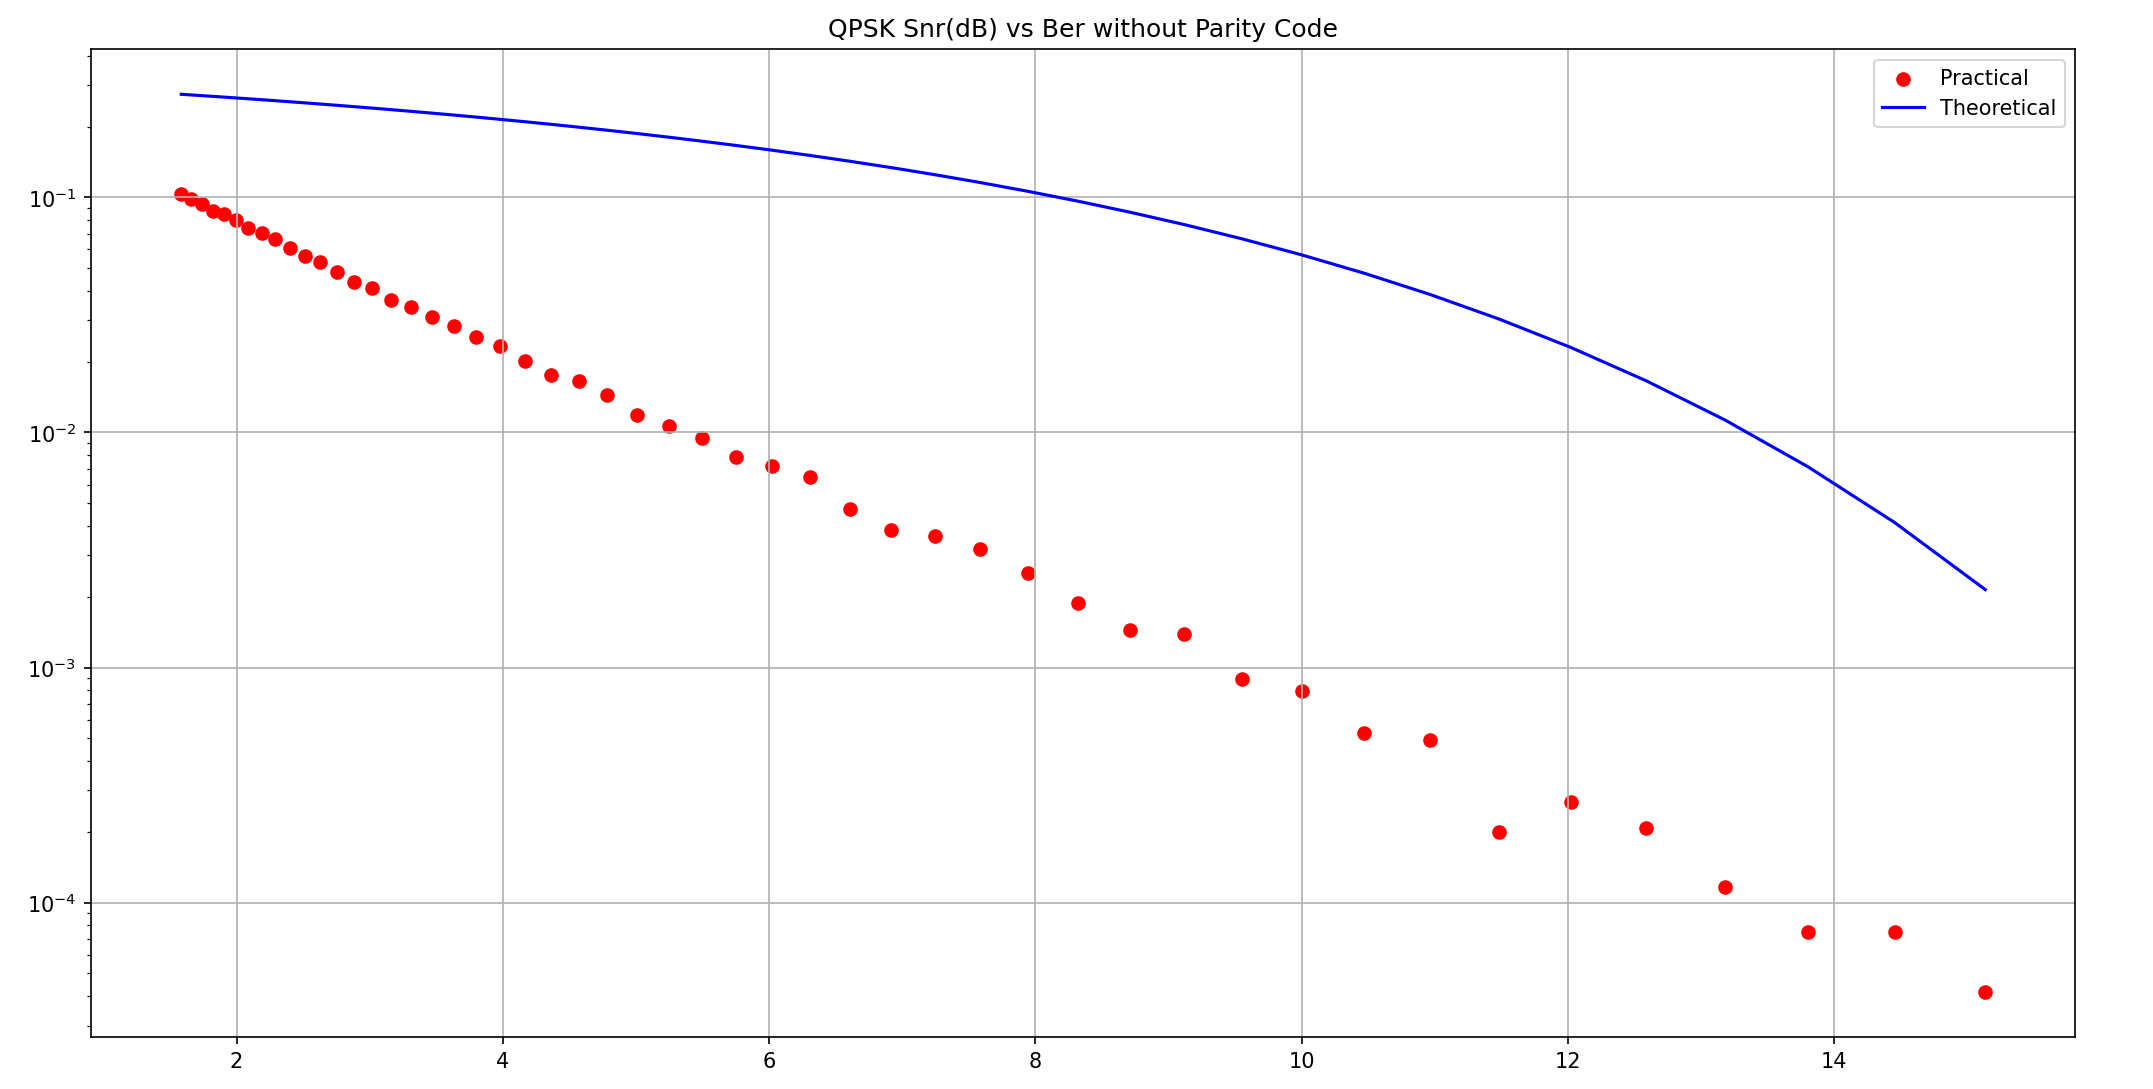 QPSK Snr(dB) vs Ber without Parity Code
Practical
Theoretical
10⁻¹
10⁻²
10⁻³
10⁻⁴
2 4 6 8 10 12 14